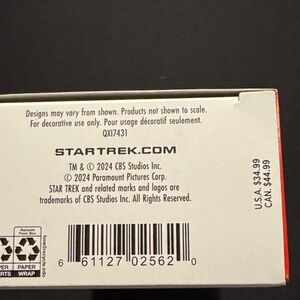 Designs may vary from shown. Products not shown to scale.
For decorative use only. Pour usage décoratif seulement.
QXI7431
STARTREK.COM
TM & © 2024 CBS Studios Inc.
© 2024 Paramount Pictures Corp.
STAR TREK and related marks and logos are
trademarks of CBS Studios Inc. All Rights Reserved.
U.S.A. $34.99
CAN. $44.99
how2recycle.info
PAPER
WRAP
6 61127 02562 0